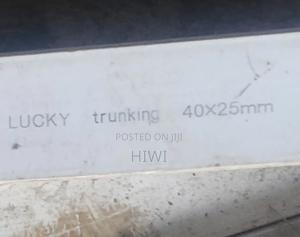 LUCKY trunking 40x25mm
POSTED ON JIJI
HIWI